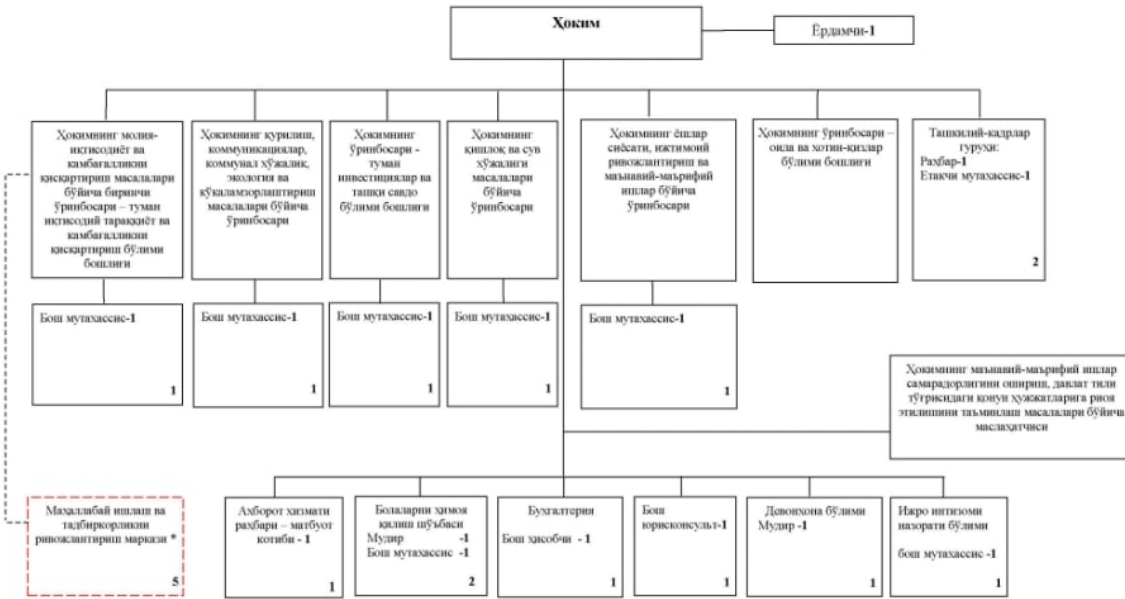 Ҳоким
Ёрдамчи-1
Ҳокимнинг молия-
иқтисодиёт ва
камбағалликни
қисқартириш масалалари
бўйича биринчи
ўринбосари – туман
иқтисодий тараққиёт ва
камбағалликни
қисқартириш бўлими
бошлиғи
Ҳокимнинг қурилиш,
коммуникациялар,
коммунал хўжалик,
экология ва
кўкаламзорлаштириш
масалалари бўйича
ўринбосари
Ҳокимнинг
ўринбосари -
туман
инвестициялар ва
ташқи савдо
бўлими бошлиғи
Ҳокимнинг
қишлоқ ва сув
хўжалиги
масалалари
бўйича
ўринбосари
Ҳокимнинг ёшлар
сиёсати, ижтимоий
ривожлантириш ва
маънавий-маърифий
ишлар бўйича
ўринбосари
Ҳокимнинг ўринбосари –
оила ва хотин-қизлар
бўлими бошлиғи
Ташкилий-кадрлар
гуруҳи:
Раҳбар-1
Етакчи мутахассис-1
2
Бош мутахассис-1
1
Бош мутахассис-1
1
Бош мутахассис-1
1
Бош мутахассис-1
1
Бош мутахассис-1
1
Ҳокимнинг маънавий-маърифий ишлар
самарадорлигини ошириш, давлат тили
тўғрисидаги қонун ҳужжатларига риоя
этилишини таъминлаш масалалари бўйича
маслаҳатчиси
Маҳаллабай ишлаш ва
тадбиркорликни
ривожлантириш маркази *
5
Ахборот хизмати
раҳбари – матбуот
котиби - 1
1
Болаларни ҳимоя
қилиш шўъбаси
Мудир -1
Бош мутахассис -1
2
Бухгалтерия
Бош ҳисобчи - 1
1
Бош
юрисконсульт-1
1
Девонхона бўлими
Мудир -1
1
Ижро интизоми
назорати бўлими
бош мутахассис -1
1